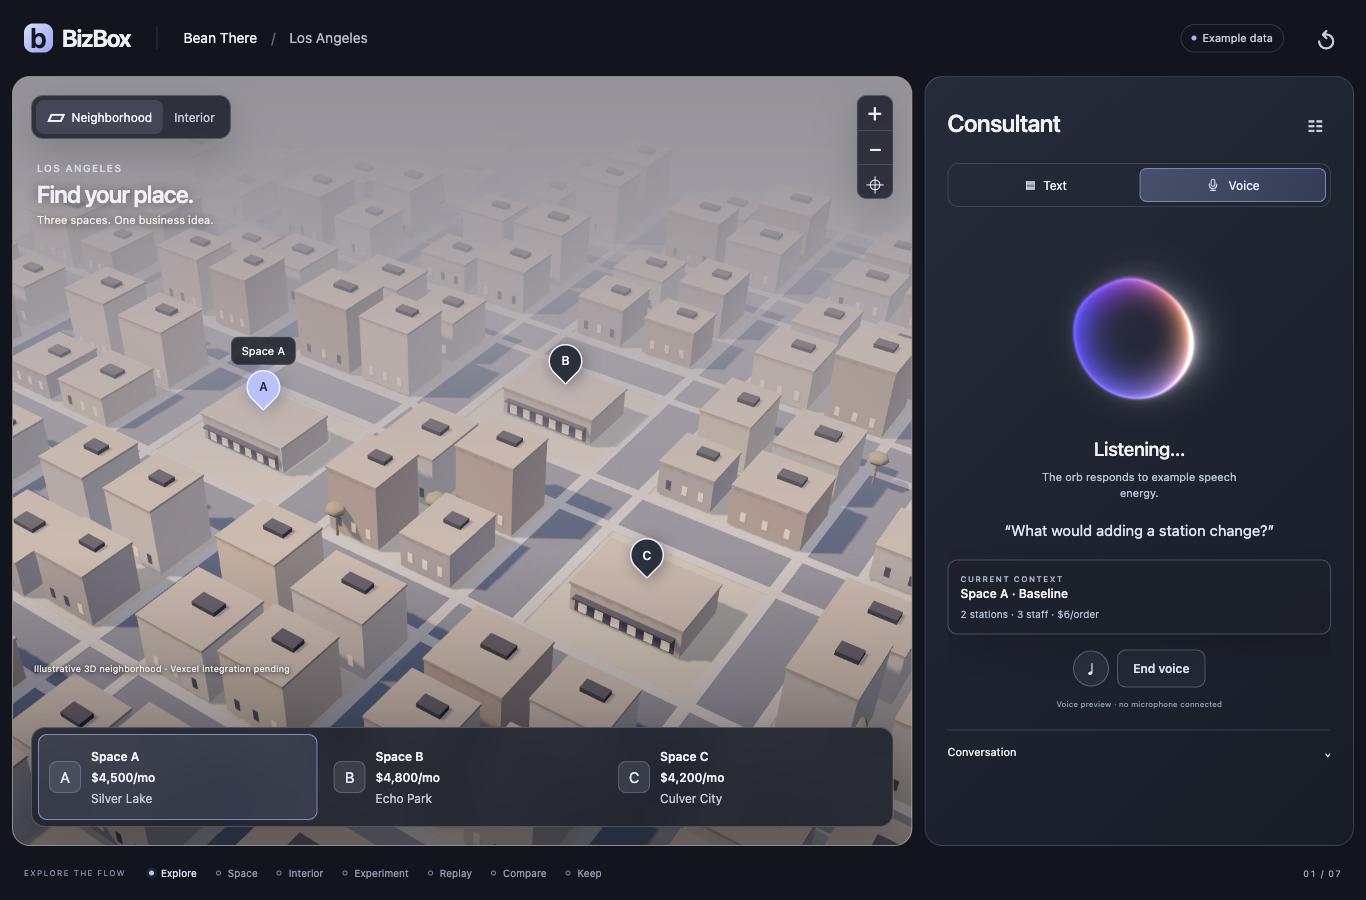 b BizBox
Bean There / Los Angeles
Example data
Neighborhood
Interior
LOS ANGELES
Find your place.
Three spaces. One business idea.
Space A
A
B
C
Illustrative 3D neighborhood · Vexcel integration pending
A
Space A
$4,500/mo
Silver Lake
B
Space B
$4,800/mo
Echo Park
C
Space C
$4,200/mo
Culver City
Consultant
Text
Voice
Listening...
The orb responds to example speech
energy.
“What would adding a station change?”
CURRENT CONTEXT
Space A · Baseline
2 stations · 3 staff · $6/order
End voice
Voice preview · no microphone connected
Conversation
EXPLORE THE FLOW
Explore
Space
Interior
Experiment
Replay
Compare
Keep
01 / 07